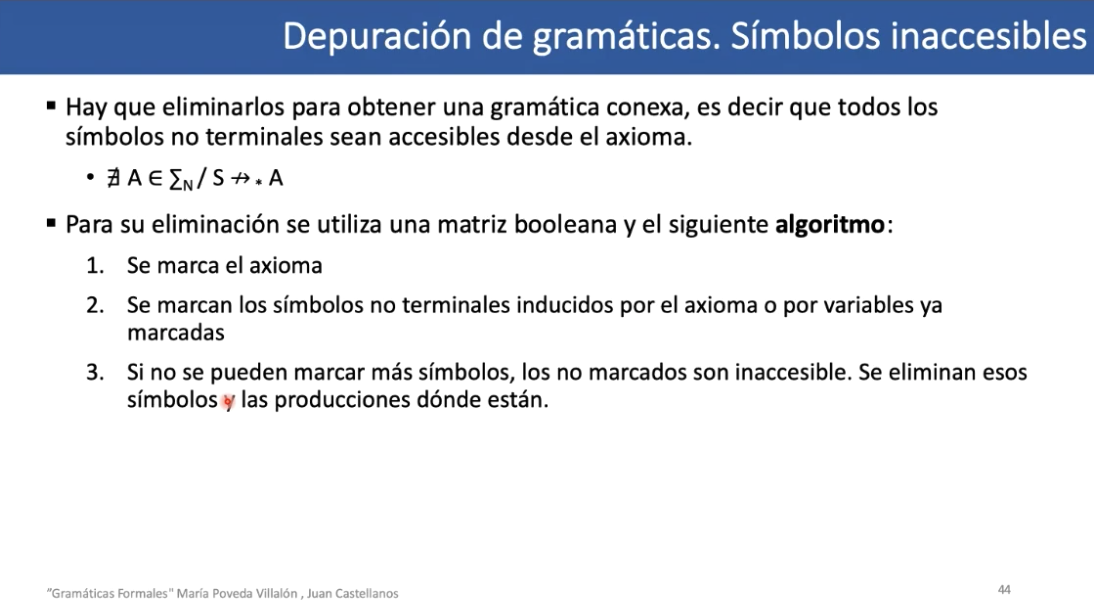 Depuración de gramáticas. Símbolos inaccesibles
▪ Hay que eliminarlos para obtener una gramática conexa, es decir que todos los
símbolos no terminales sean accesibles desde el axioma.
• ∄ A ∈ ∑N / S ↛* A
▪ Para su eliminación se utiliza una matriz booleana y el siguiente algoritmo:
1. Se marca el axioma
2. Se marcan los símbolos no terminales inducidos por el axioma o por variables ya
marcadas
3. Si no se pueden marcar más símbolos, los no marcados son inaccesible. Se eliminan esos
símbolos y las producciones dónde están.
"Gramáticas Formales" María Poveda Villalón , Juan Castellanos
44